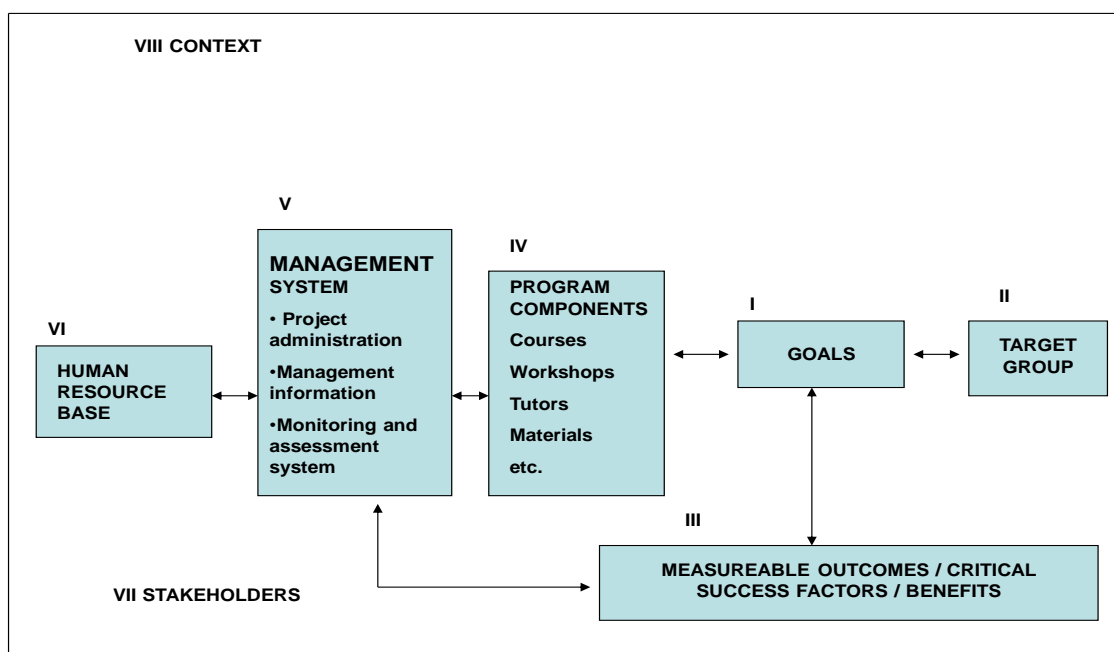 VIII CONTEXT
V
MANAGEMENT
SYSTEM
• Project
administration
•Management
information
•Monitoring and
assessment
system
IV
PROGRAM
COMPONENTS
Courses
Workshops
Tutors
Materials
etc.
I
GOALS
II
TARGET
GROUP
VI
HUMAN
RESOURCE
BASE
III
MEASUREABLE OUTCOMES / CRITICAL
SUCCESS FACTORS / BENEFITS
VII STAKEHOLDERS